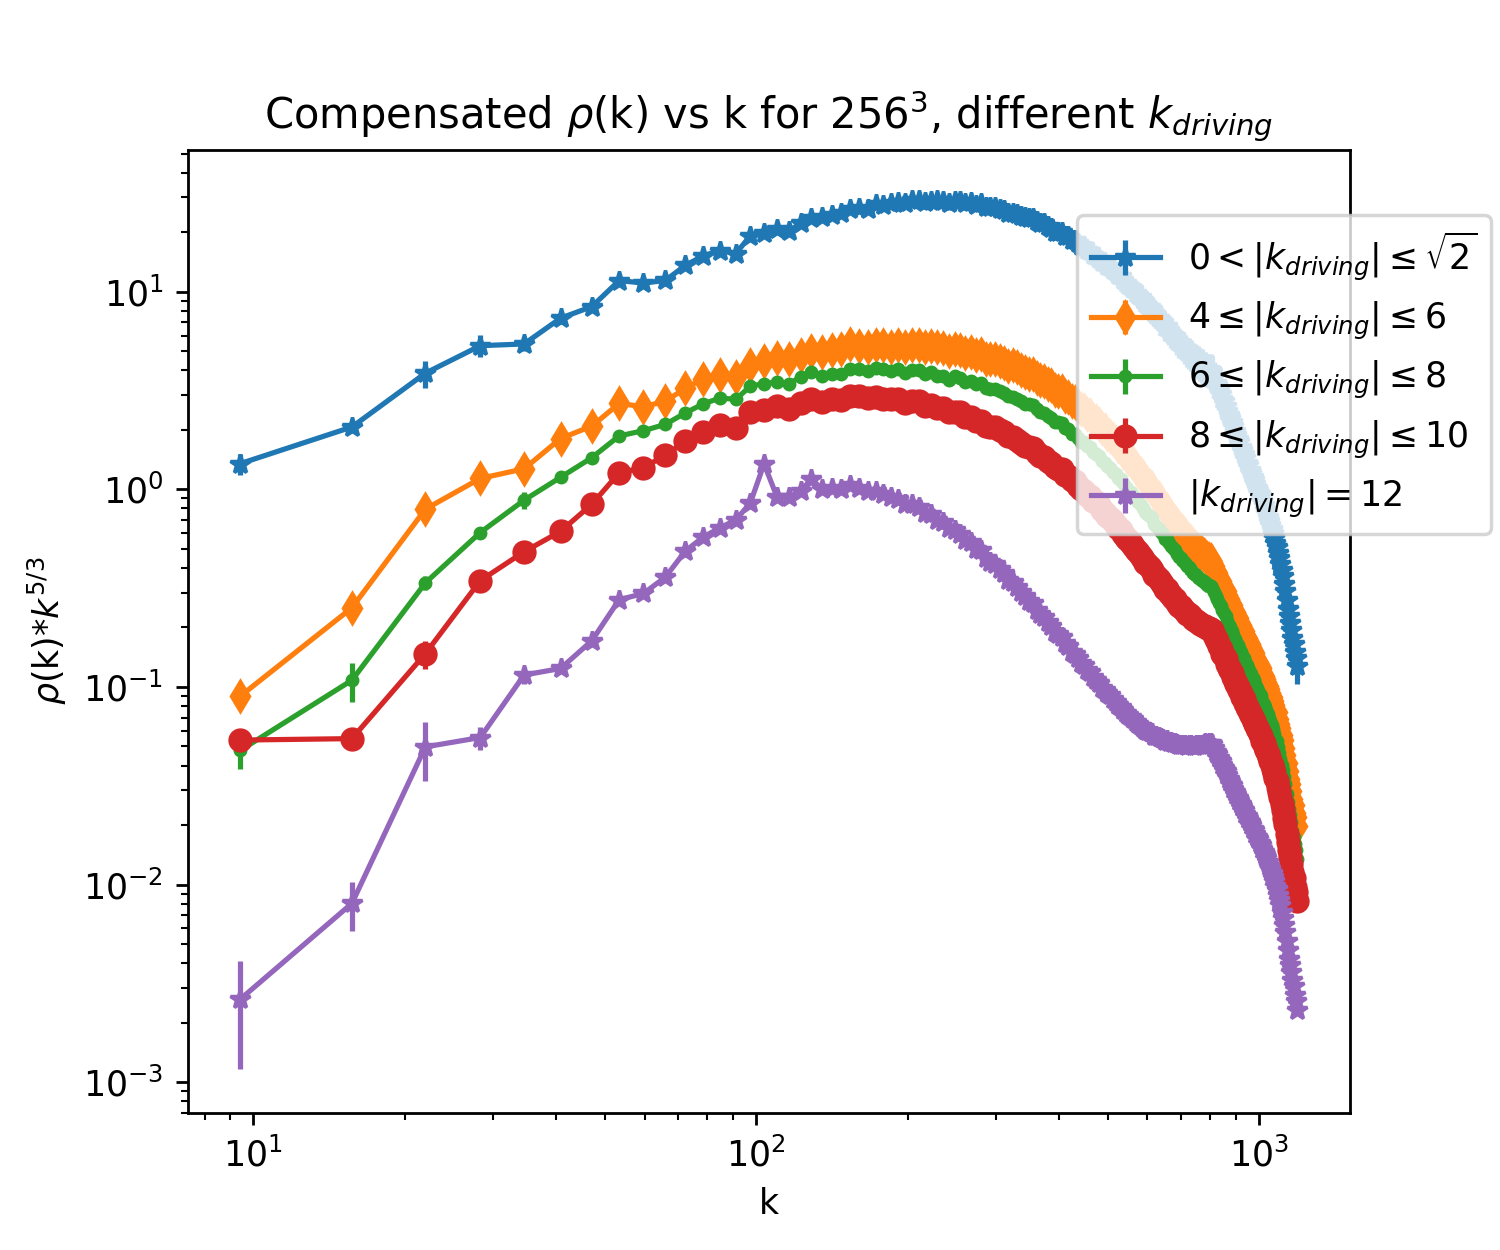 Compensated ρ(k) vs k for 256³, different k_driving
ρ(k)*k^{5/3}
10¹
10⁰
10⁻¹
10⁻²
10⁻³
0 < |k_driving| ≤ √2
4 ≤ |k_driving| ≤ 6
6 ≤ |k_driving| ≤ 8
8 ≤ |k_driving| ≤ 10
|k_driving| = 12
10¹ 10² 10³
k